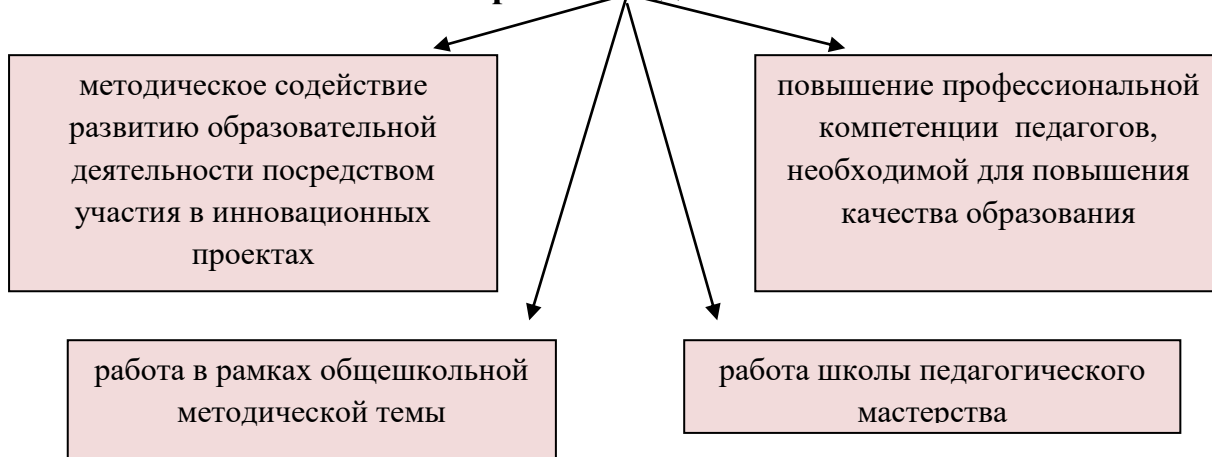 методическое содействие
развитию образовательной
деятельности посредством
участия в инновационных
проектах
повышение профессиональной
компетенции педагогов,
необходимой для повышения
качества образования
работа в рамках общешкольной
методической темы
работа школы педагогического
мастерства